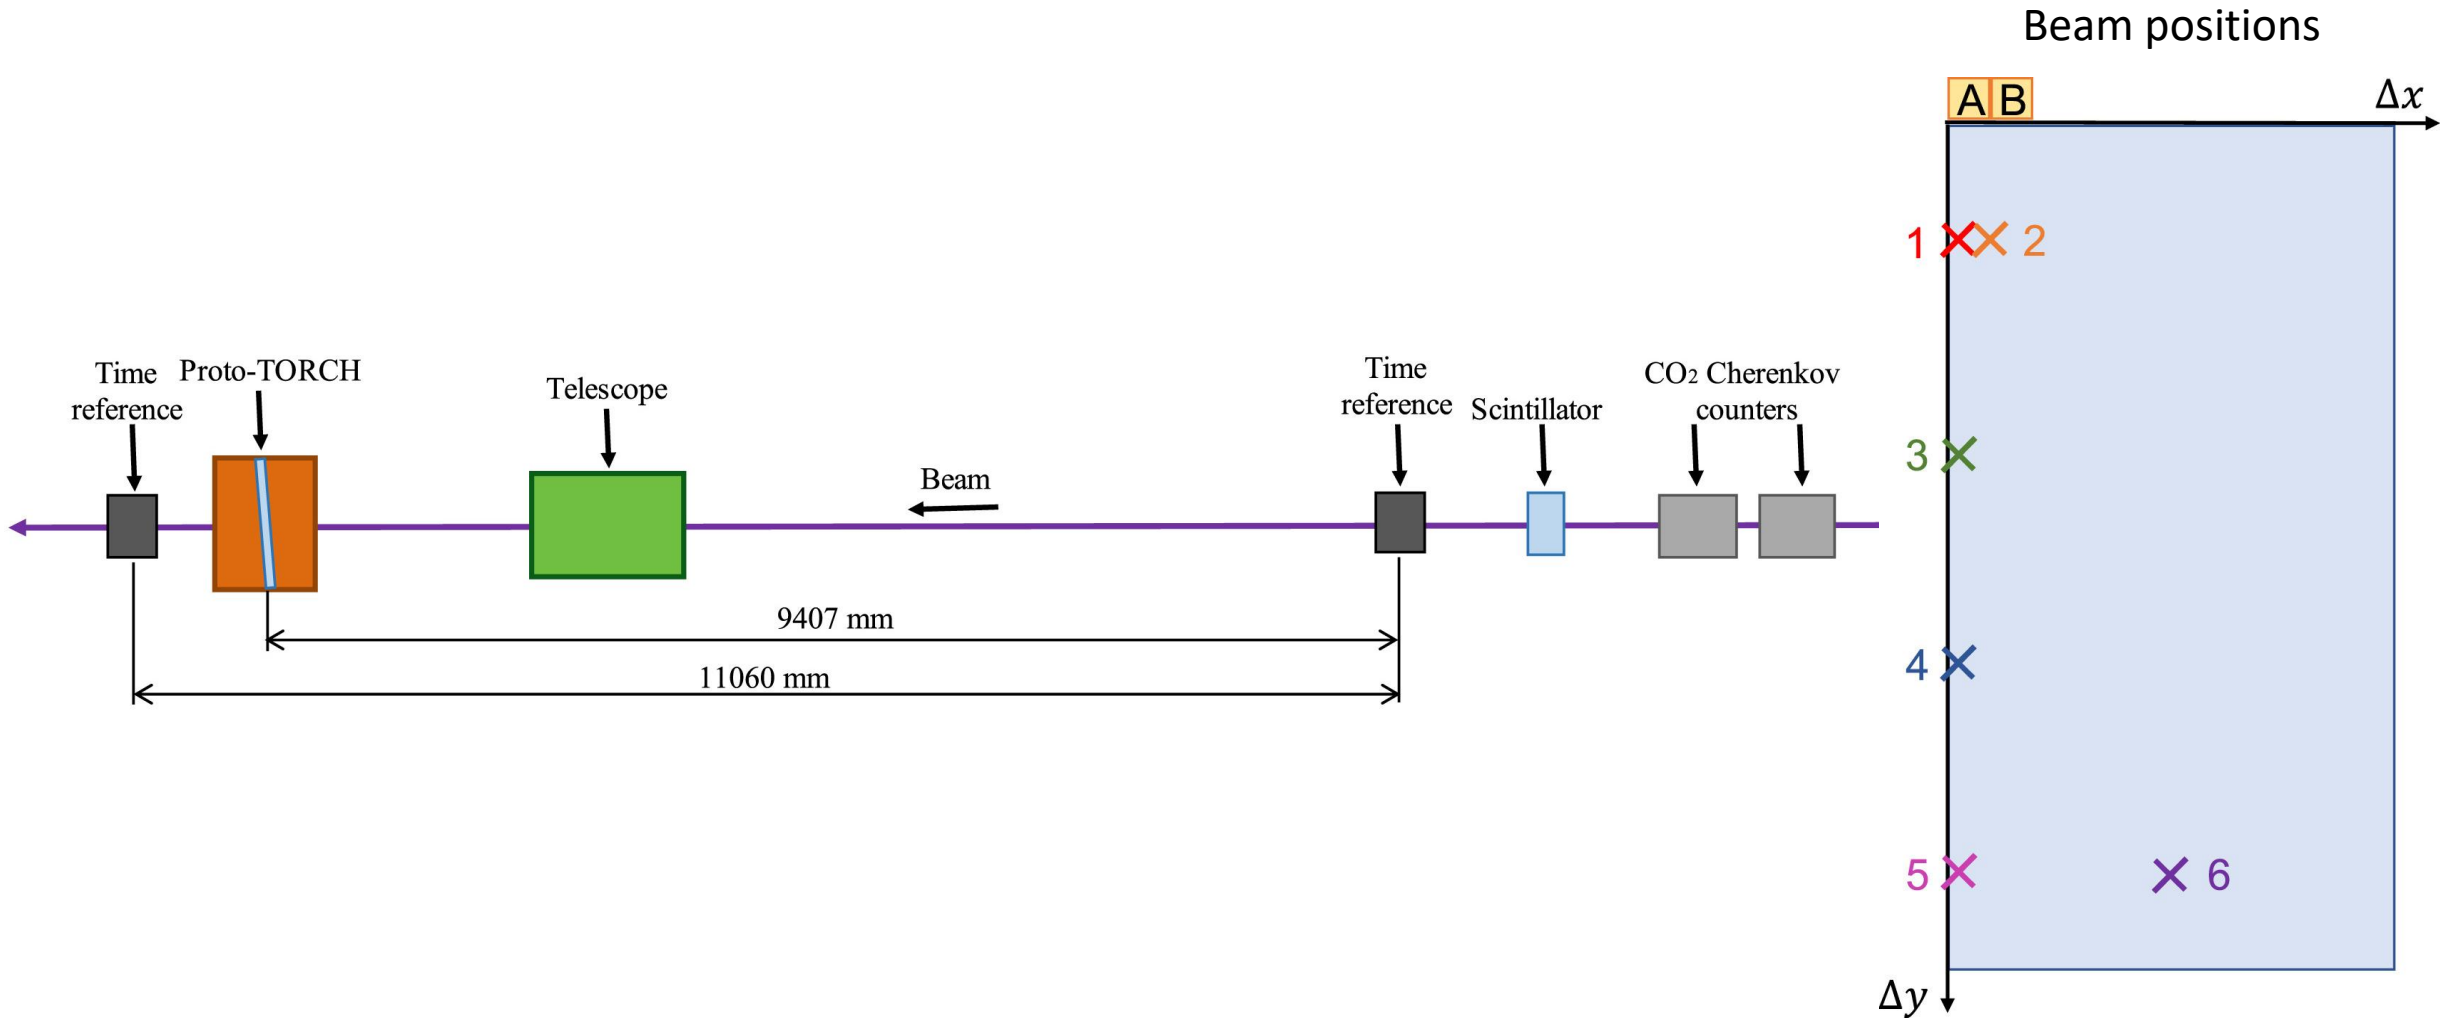 Beam positions
A B
Δx
1
2
Time
reference
Proto-TORCH
Telescope
Beam
Time
reference
Scintillator
CO2 Cherenkov
counters
3
9407 mm
11060 mm
4
5
6
Δy